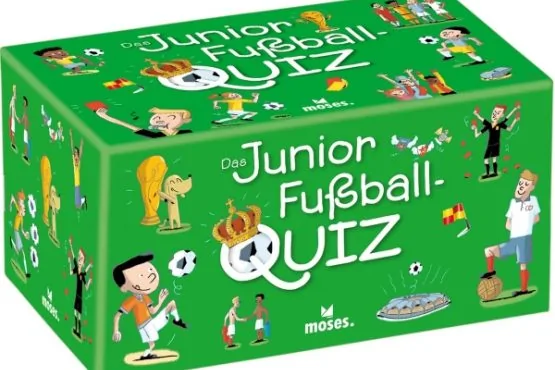 Das Junior
Fußball-
QUIZ
moses.
Das Junior
Fußball-
QUIZ
moses.